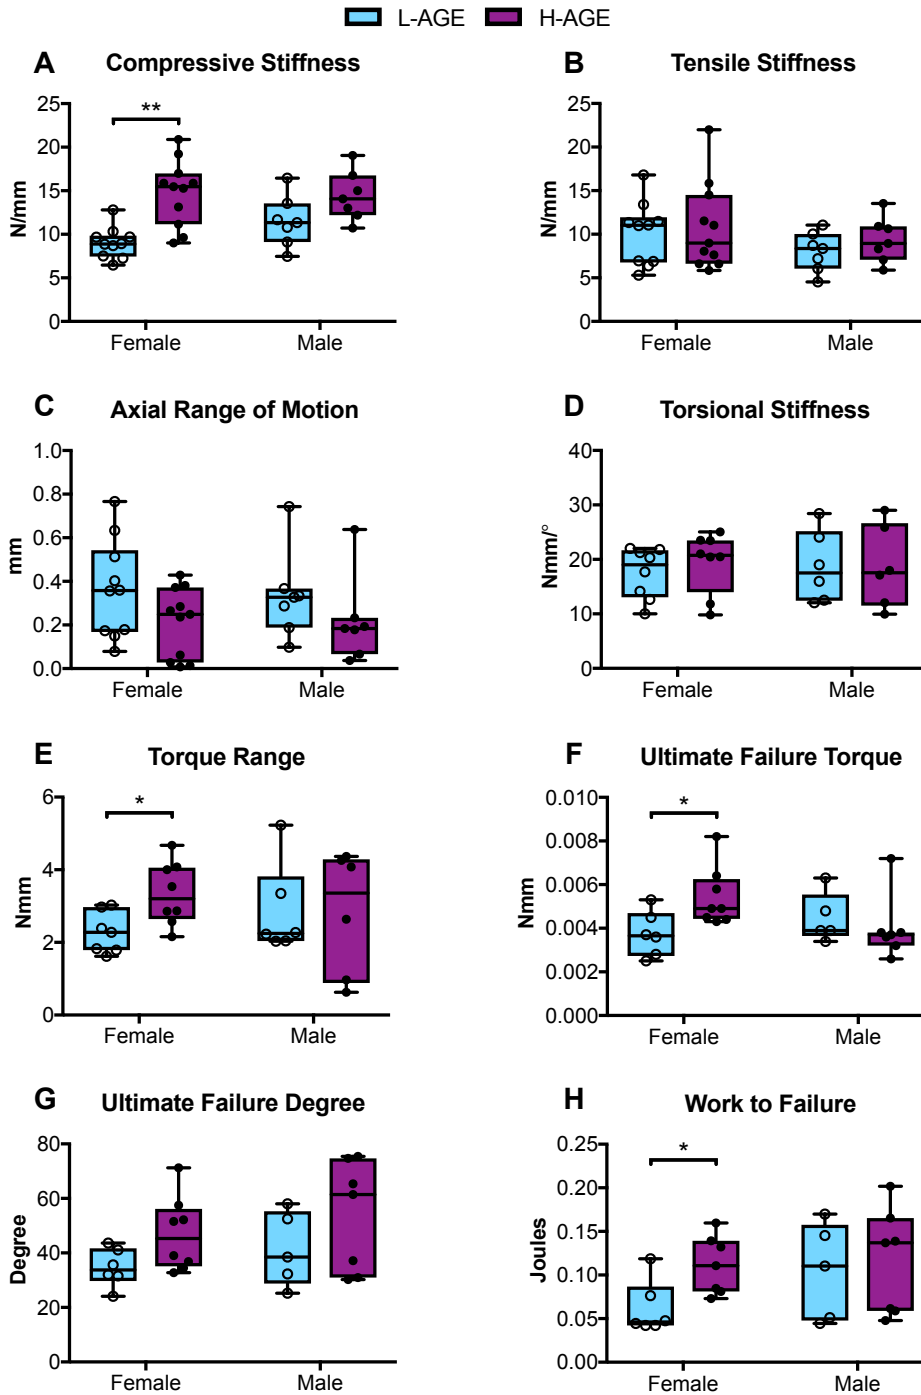 L-AGE H-AGE
A Compressive Stiffness
25
20
15
10
5
0
N/mm
**
Female Male
B Tensile Stiffness
25
20
15
10
5
0
N/mm
Female Male
C Axial Range of Motion
1.0
0.8
0.6
0.4
0.2
0.0
mm
Female Male
D Torsional Stiffness
40
30
20
10
0
Nmm/°
Female Male
E Torque Range
6
4
2
0
Nmm
*
Female Male
F Ultimate Failure Torque
0.010
0.008
0.006
0.004
0.002
0.000
Nmm
*
Female Male
G Ultimate Failure Degree
80
60
40
20
0
Degree
Female Male
H Work to Failure
0.25
0.20
0.15
0.10
0.05
0.00
Joules
*
Female Male